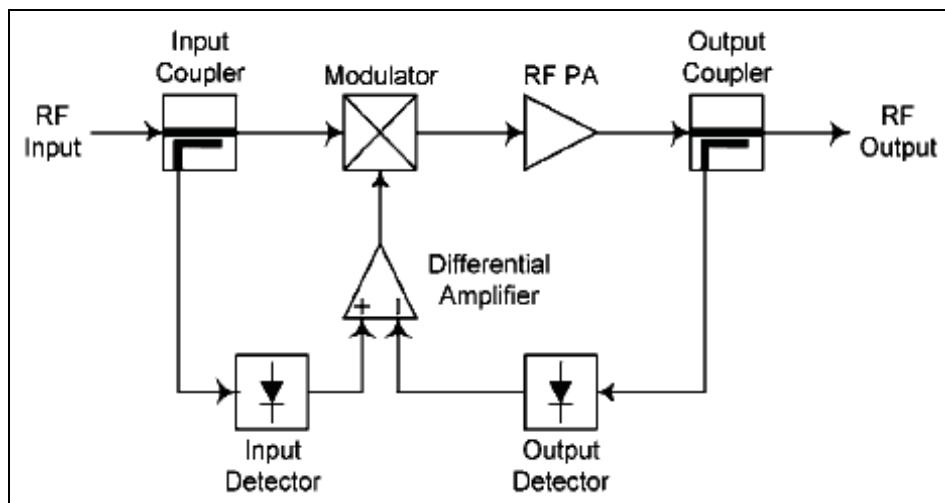 Input
Coupler
Modulator
RF PA
Output
Coupler
RF
Input
RF
Output
Differential
Amplifier
+ −
Input
Detector
Output
Detector